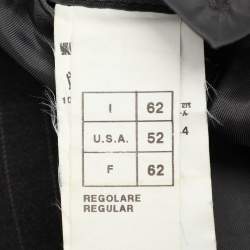 I 62
U.S.A. 52
F 62
REGOLARE
REGULAR